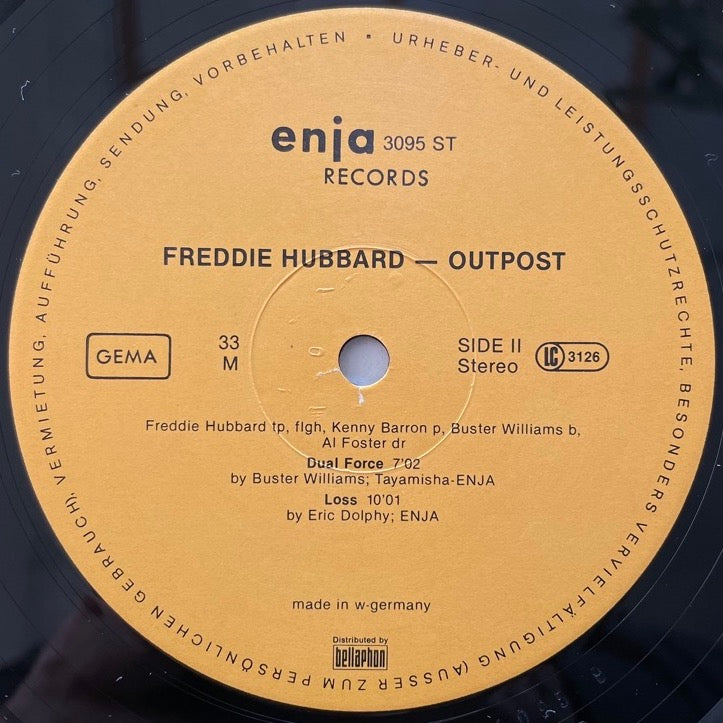 URHEBER- UND LEISTUNGSSCHUTZRECHTE, BESONDERS VERVIELFÄLTIGUNG (AUSSER ZUM PERSÖNLICHEN GEBRAUCH), VERMIETUNG, AUFFÜHRUNG, SENDUNG, VORBEHALTEN ▪
enja 3095 ST
RECORDS
FREDDIE HUBBARD — OUTPOST
GEMA
33
M
SIDE II
Stereo
LC 3126
Freddie Hubbard tp, flgh, Kenny Barron p, Buster Williams b,
Al Foster dr
Dual Force 7'02
by Buster Williams; Tayamisha-ENJA
Loss 10'01
by Eric Dolphy; ENJA
made in w-germany
Distributed by
bellaphon